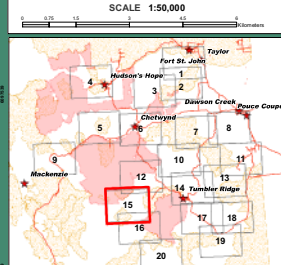 SCALE 1:50,000
0 0.75 1.5 3 4.5 6
Kilometers
Taylor
Fort St. John
1
Hudson's Hope
4
2
3
Dawson Creek
Pouce Coupe
Chetwynd
5
6
7
8
9
10
11
Mackenzie
12
13
14
Tumbler Ridge
15
16
17
18
19
20